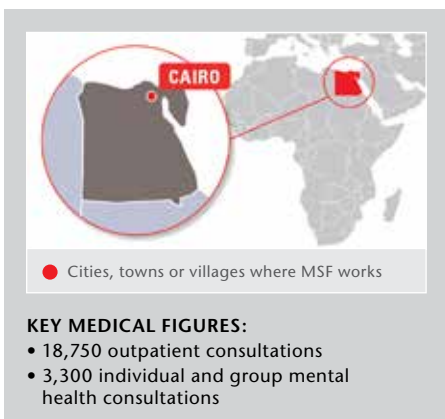 CAIRO
Cities, towns or villages where MSF works
KEY MEDICAL FIGURES:
• 18,750 outpatient consultations
• 3,300 individual and group mental
health consultations